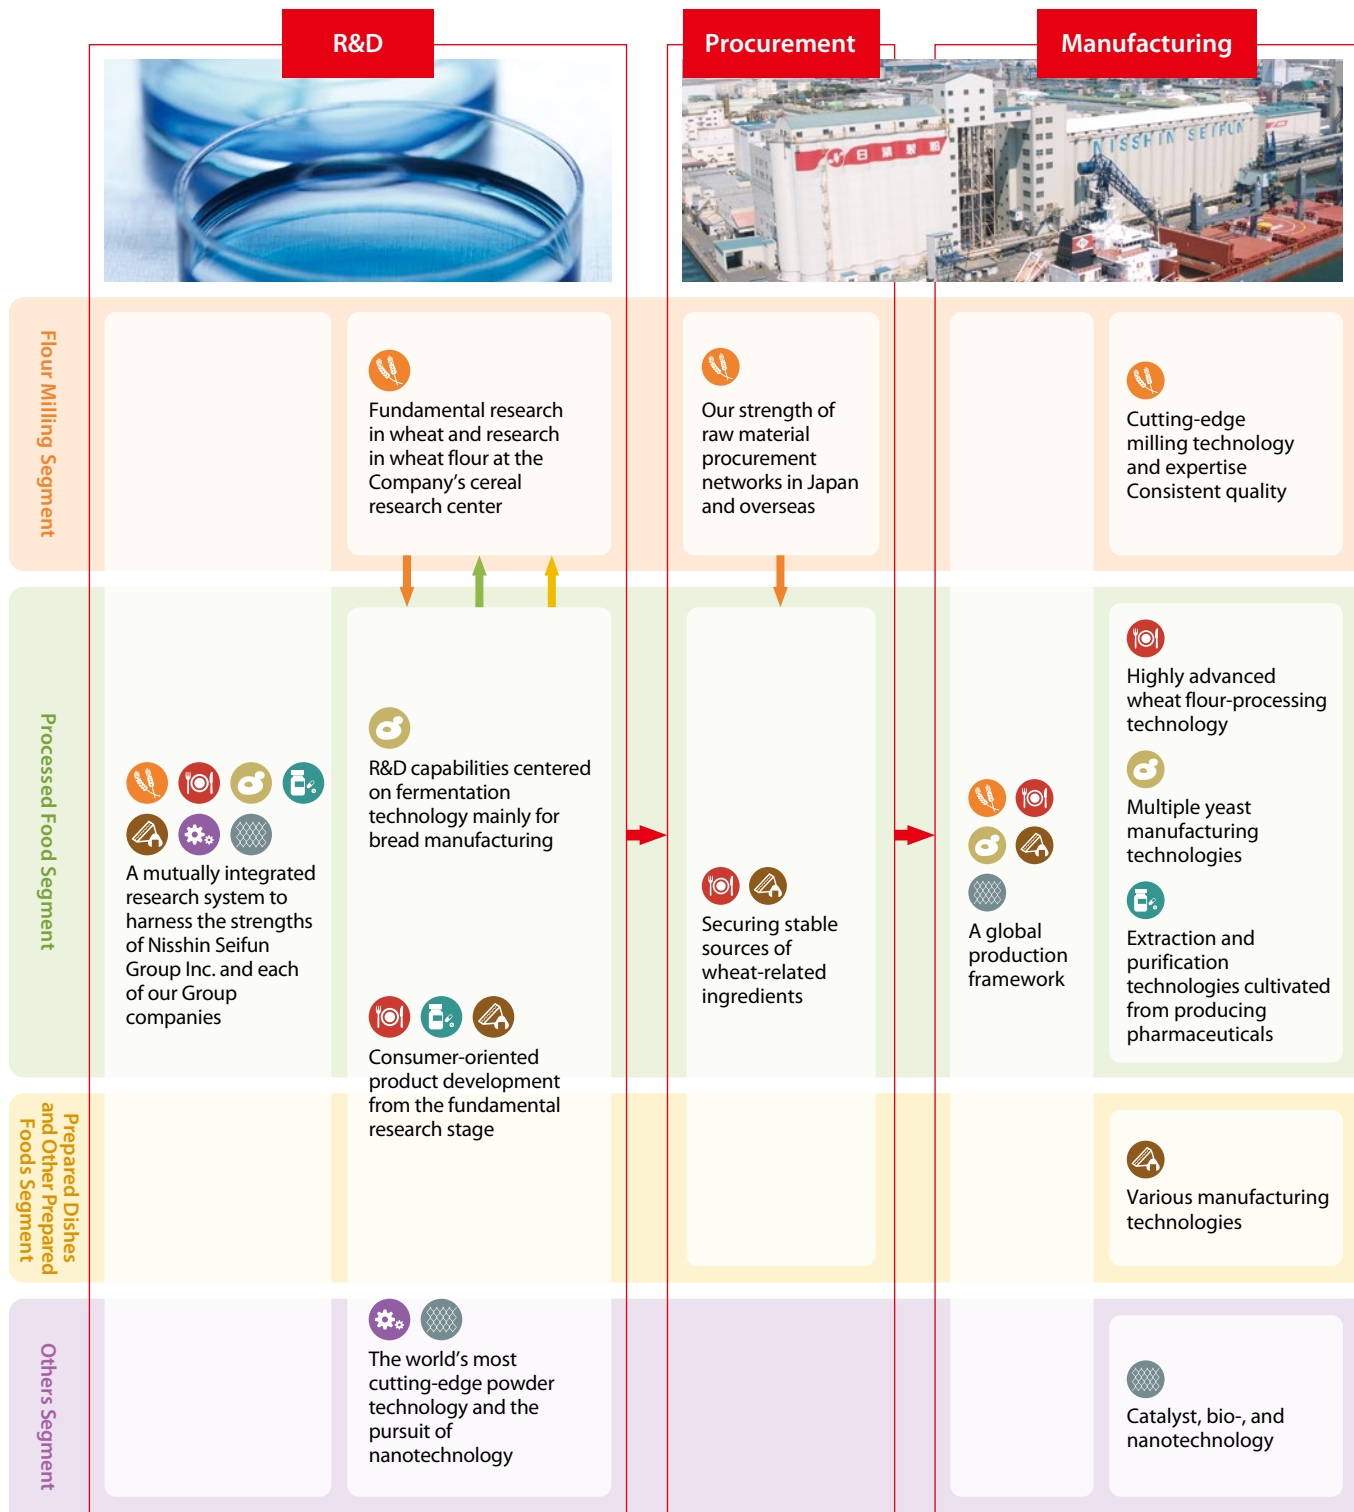 R&D
Procurement
Manufacturing
日清製粉
NISSHIN SEIFUN
Flour Milling Segment
Fundamental research
in wheat and research
in wheat flour at the
Company’s cereal
research center
Our strength of
raw material
procurement
networks in Japan
and overseas
Cutting-edge
milling technology
and expertise
Consistent quality
Processed Food Segment
A mutually integrated
research system to
harness the strengths
of Nisshin Seifun
Group Inc. and each
of our Group
companies
R&D capabilities centered
on fermentation
technology mainly for
bread manufacturing
Consumer-oriented
product development
from the fundamental
research stage
Securing stable
sources of
wheat-related
ingredients
A global
production
framework
Highly advanced
wheat flour-processing
technology
Multiple yeast
manufacturing
technologies
Extraction and
purification
technologies cultivated
from producing
pharmaceuticals
Prepared Dishes
and Other Prepared
Foods Segment
Various manufacturing
technologies
Others Segment
The world’s most
cutting-edge powder
technology and the
pursuit of
nanotechnology
Catalyst, bio-, and
nanotechnology